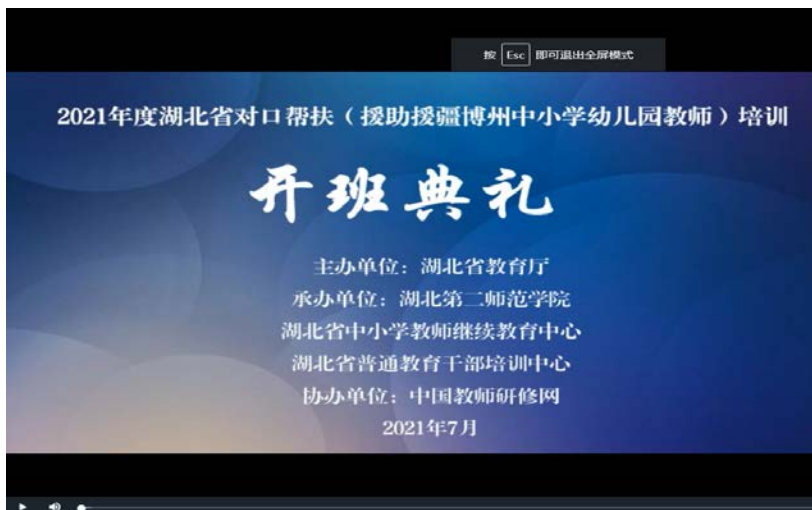 按 Esc 即可退出全屏模式
2021年度湖北省对口帮扶（援助援疆博州中小学幼儿园教师）培训
开班典礼
主办单位：湖北省教育厅
承办单位：湖北第二师范学院
湖北省中小学教师继续教育中心
湖北省普通教育干部培训中心
协办单位：中国教师研修网
2021年7月